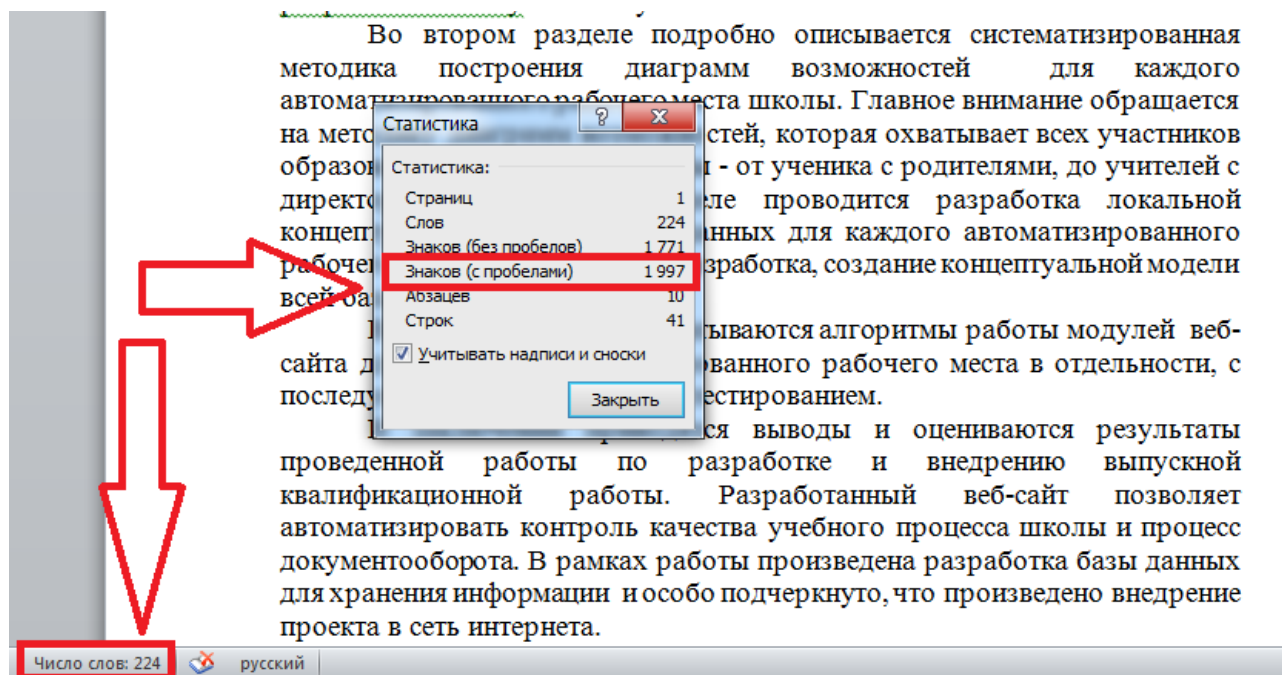 Во втором разделе подробно описывается систематизированная
методика построения диаграмм возможностей для каждого
автоматизированного рабочего места школы. Главное внимание обращается
на мето стей, которая охватывает всех участников
образов - от ученика с родителями, до учителей с
директо ле проводится разработка локальной
концеп нных для каждого автоматизированного
рабочег зработка, создание концептуальной модели
всей ба
тываются алгоритмы работы модулей веб-
сайта д ованного рабочего места в отдельности, с
последу естированием.
ся выводы и оцениваются результаты
проведенной работы по разработке и внедрению выпускной
квалификационной работы. Разработанный веб-сайт позволяет
автоматизировать контроль качества учебного процесса школы и процесс
документооборота. В рамках работы произведена разработка базы данных
для хранения информации и особо подчеркнуто, что произведено внедрение
проекта в сеть интернета.
Статистика
Статистика:
Страниц 1
Слов 224
Знаков (без пробелов) 1 771
Знаков (с пробелами) 1 997
Абзацев 10
Строк 41
Учитывать надписи и сноски
Закрыть
Число слов: 224 русский